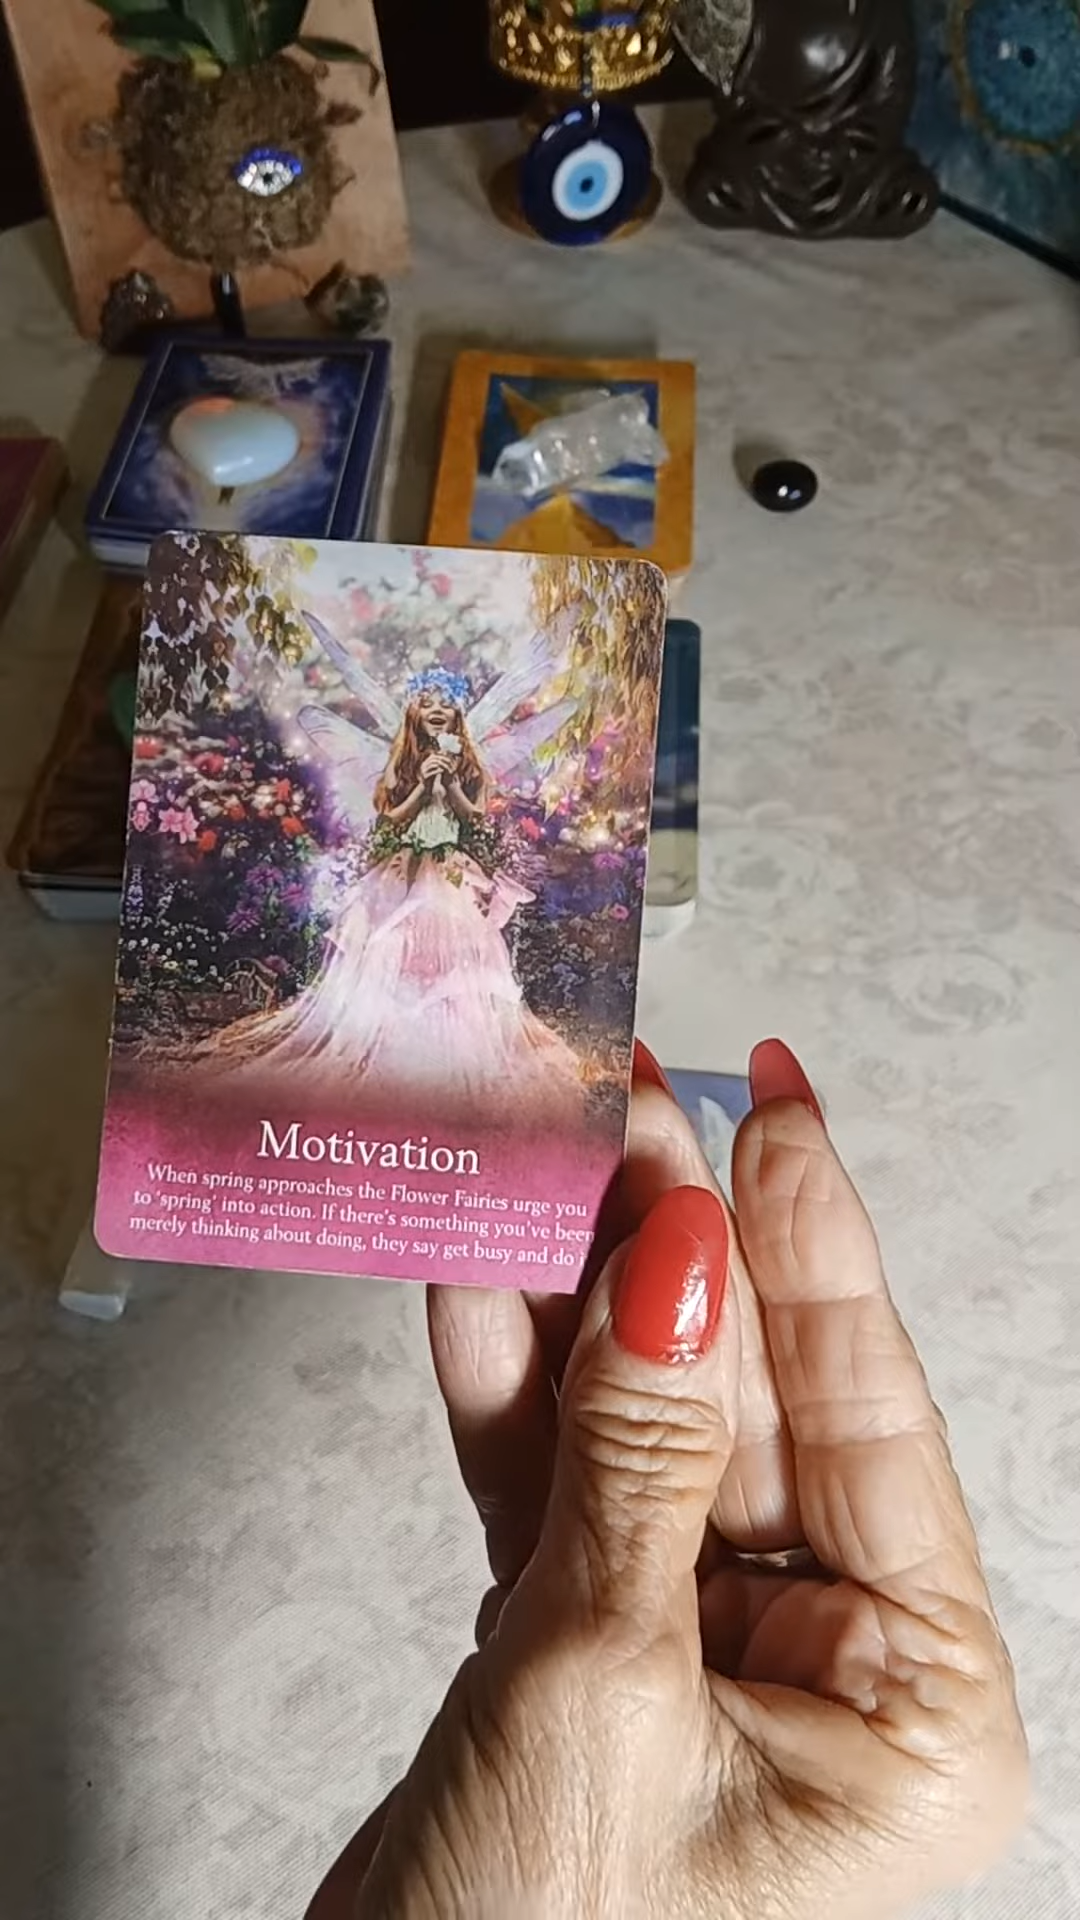 Motivation
When spring approaches the Flower Fairies urge you
to 'spring' into action. If there's something you've been
merely thinking about doing, they say get busy and do